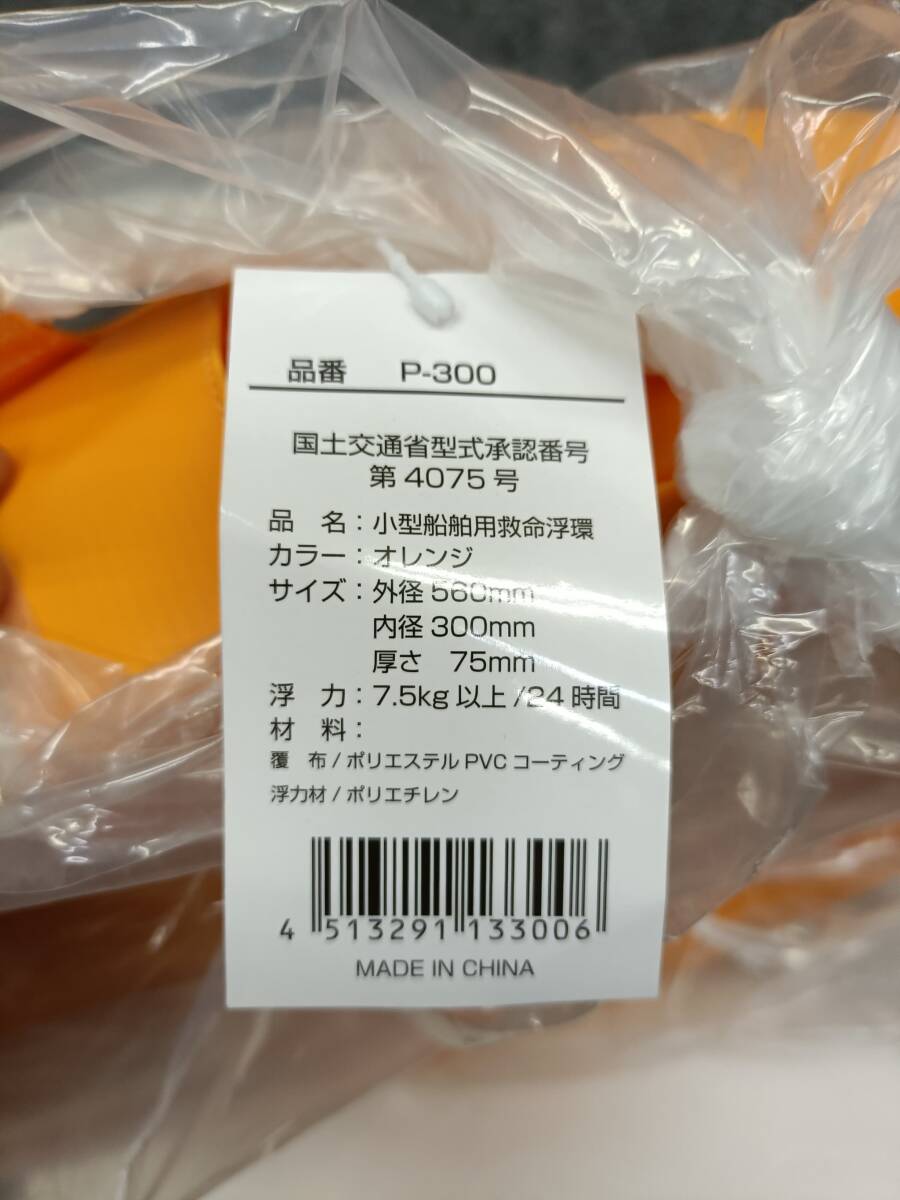 品番 P-300
国土交通省型式承認番号
第 4075 号
品 名：小型船舶用救命浮環
カラー：オレンジ
サイズ：外径 560mm
内径 300mm
厚さ 75mm
浮 力：7.5kg 以上 /24 時間
材 料：
覆 布 / ポリエステル PVC コーティング
浮力材 / ポリエチレン
4 513291 133006
MADE IN CHINA